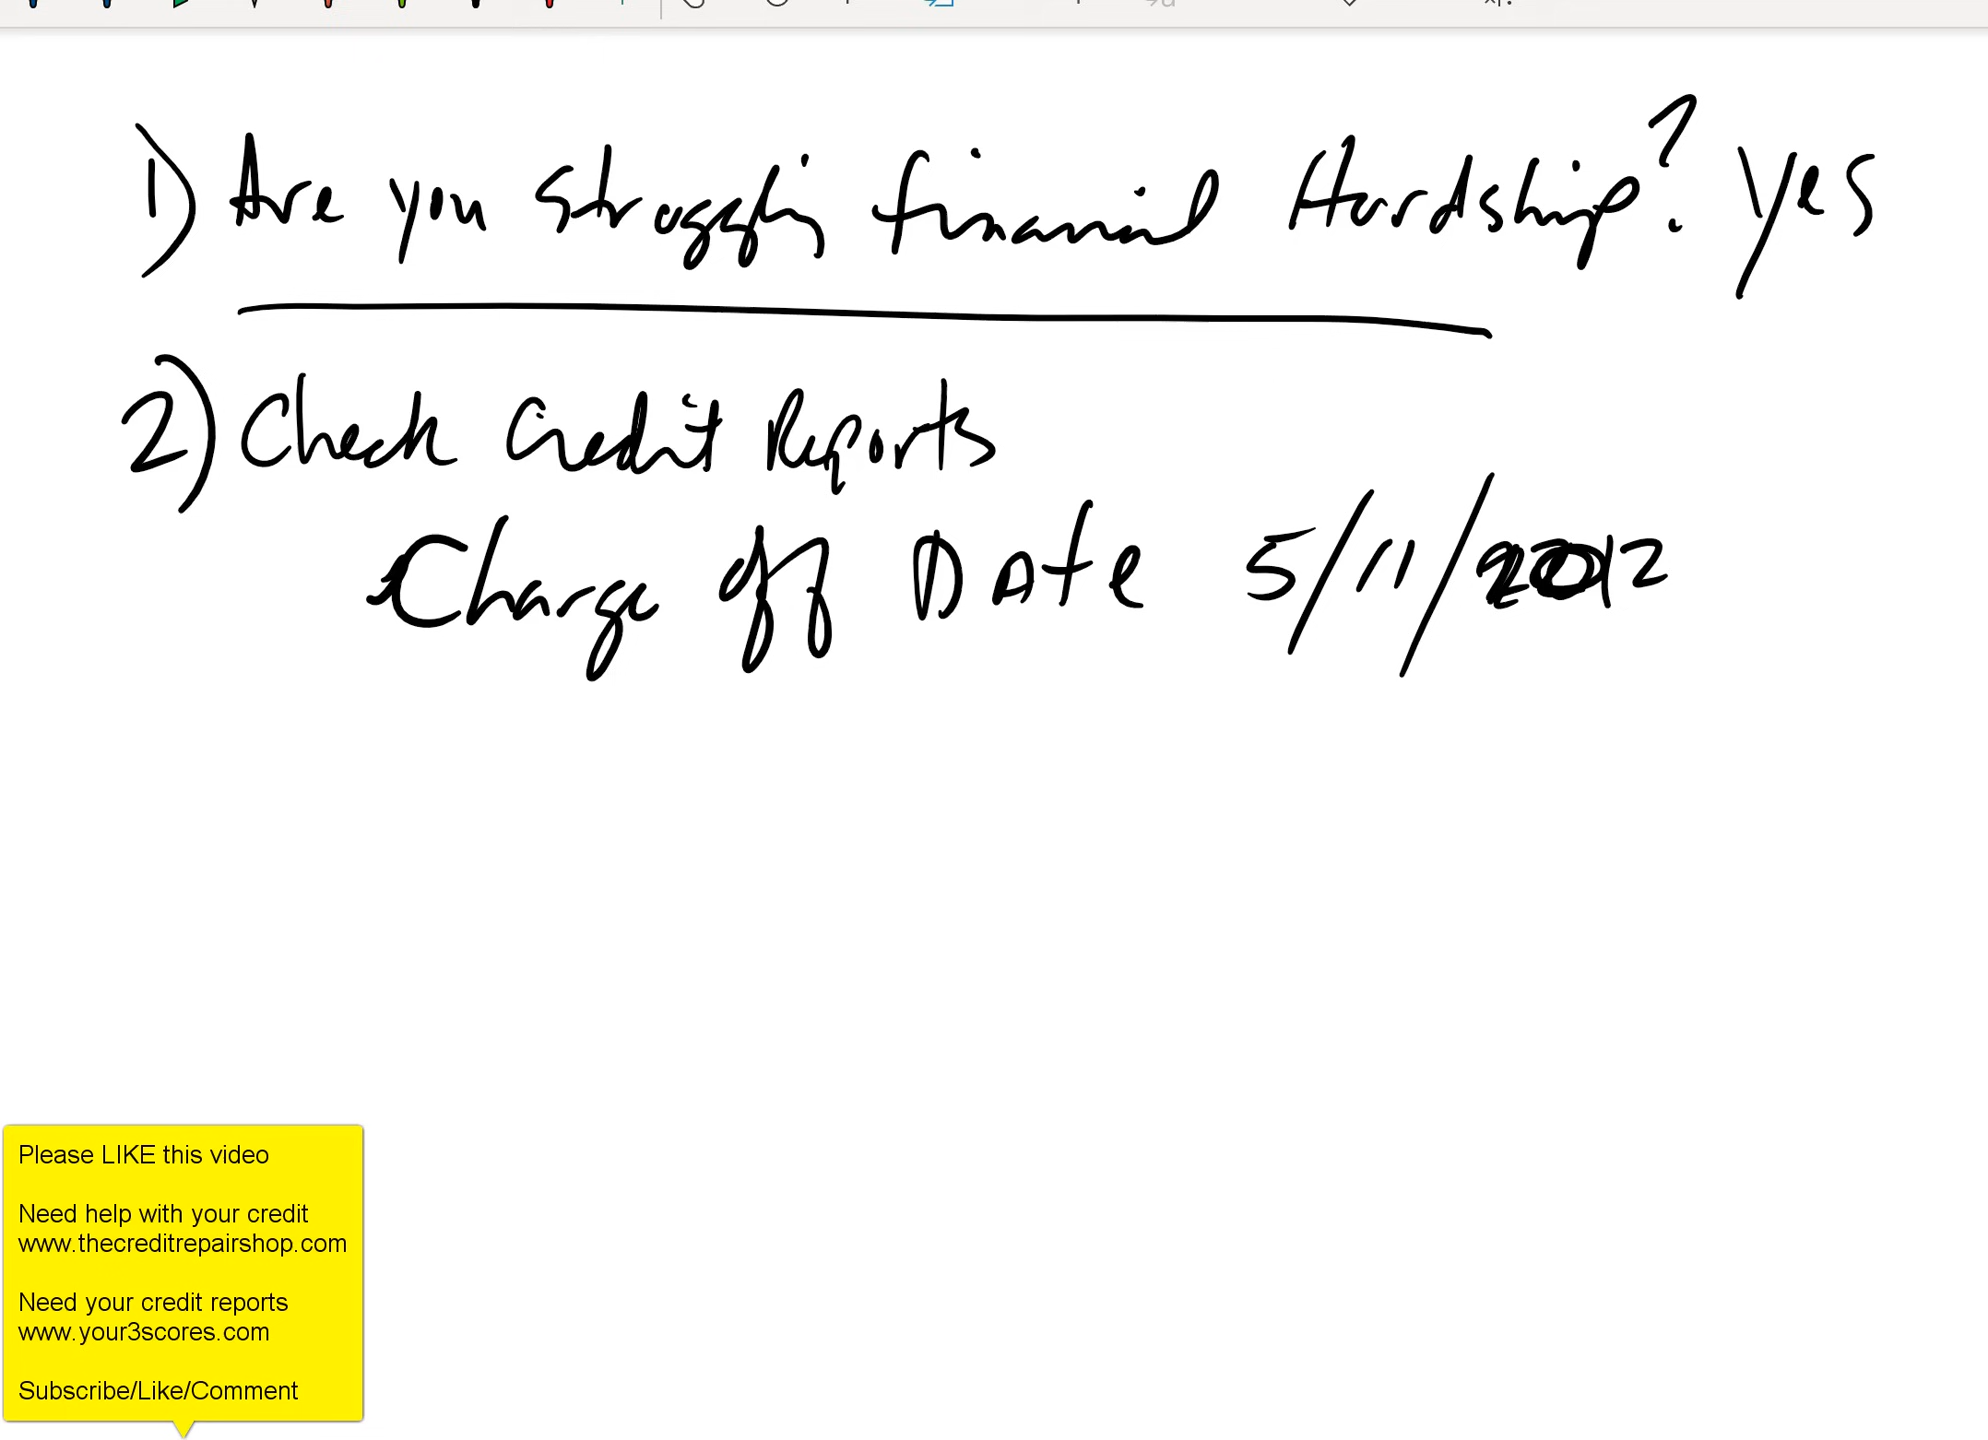 1) Are you struggling financial Hardship? Yes
2) Check Credit Reports
Charge off Date 5/11/2012
Please LIKE this video
Need help with your credit
www.thecreditrepairshop.com
Need your credit reports
www.your3scores.com
Subscribe/Like/Comment